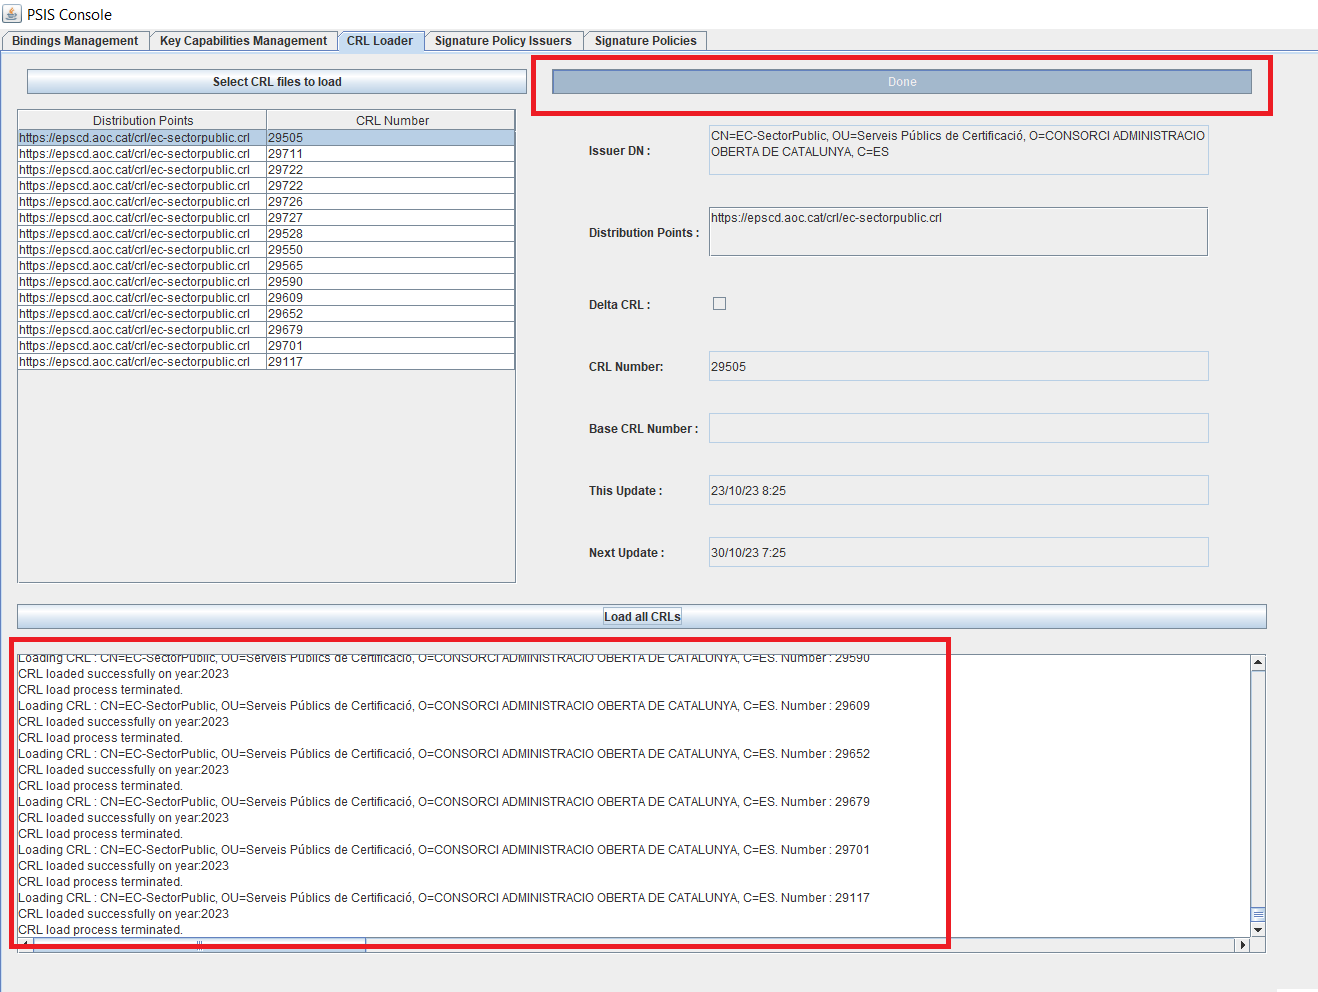 PSIS Console
Bindings Management
Key Capabilities Management
CRL Loader
Signature Policy Issuers
Signature Policies
Select CRL files to load
Done
Distribution Points CRL Number
https://epscd.aoc.cat/crl/ec-sectorpublic.crl 29505
https://epscd.aoc.cat/crl/ec-sectorpublic.crl 29711
https://epscd.aoc.cat/crl/ec-sectorpublic.crl 29722
https://epscd.aoc.cat/crl/ec-sectorpublic.crl 29722
https://epscd.aoc.cat/crl/ec-sectorpublic.crl 29726
https://epscd.aoc.cat/crl/ec-sectorpublic.crl 29727
https://epscd.aoc.cat/crl/ec-sectorpublic.crl 29528
https://epscd.aoc.cat/crl/ec-sectorpublic.crl 29550
https://epscd.aoc.cat/crl/ec-sectorpublic.crl 29565
https://epscd.aoc.cat/crl/ec-sectorpublic.crl 29590
https://epscd.aoc.cat/crl/ec-sectorpublic.crl 29609
https://epscd.aoc.cat/crl/ec-sectorpublic.crl 29652
https://epscd.aoc.cat/crl/ec-sectorpublic.crl 29679
https://epscd.aoc.cat/crl/ec-sectorpublic.crl 29701
https://epscd.aoc.cat/crl/ec-sectorpublic.crl 29117
Issuer DN :
CN=EC-SectorPublic, OU=Serveis Públics de Certificació, O=CONSORCI ADMINISTRACIO
OBERTA DE CATALUNYA, C=ES
Distribution Points :
https://epscd.aoc.cat/crl/ec-sectorpublic.crl
Delta CRL :
CRL Number:
29505
Base CRL Number :
This Update :
23/10/23 8:25
Next Update :
30/10/23 7:25
Load all CRLs
Loading CRL : CN=EC-SectorPublic, OU=Serveis Públics de Certificació, O=CONSORCI ADMINISTRACIO OBERTA DE CATALUNYA, C=ES. Number : 29590
CRL loaded successfully on year:2023
CRL load process terminated.
Loading CRL : CN=EC-SectorPublic, OU=Serveis Públics de Certificació, O=CONSORCI ADMINISTRACIO OBERTA DE CATALUNYA, C=ES. Number : 29609
CRL loaded successfully on year:2023
CRL load process terminated.
Loading CRL : CN=EC-SectorPublic, OU=Serveis Públics de Certificació, O=CONSORCI ADMINISTRACIO OBERTA DE CATALUNYA, C=ES. Number : 29652
CRL loaded successfully on year:2023
CRL load process terminated.
Loading CRL : CN=EC-SectorPublic, OU=Serveis Públics de Certificació, O=CONSORCI ADMINISTRACIO OBERTA DE CATALUNYA, C=ES. Number : 29679
CRL loaded successfully on year:2023
CRL load process terminated.
Loading CRL : CN=EC-SectorPublic, OU=Serveis Públics de Certificació, O=CONSORCI ADMINISTRACIO OBERTA DE CATALUNYA, C=ES. Number : 29701
CRL loaded successfully on year:2023
CRL load process terminated.
Loading CRL : CN=EC-SectorPublic, OU=Serveis Públics de Certificació, O=CONSORCI ADMINISTRACIO OBERTA DE CATALUNYA, C=ES. Number : 29117
CRL loaded successfully on year:2023
CRL load process terminated.